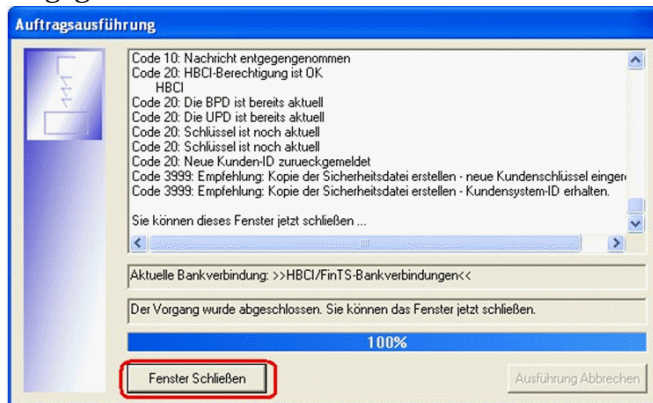 Auftragsausführung
Code 10: Nachricht entgegengenommen
Code 20: HBCI-Berechtigung ist OK
HBCI
Code 20: Die BPD ist bereits aktuell
Code 20: Die UPD ist bereits aktuell
Code 20: Schlüssel ist noch aktuell
Code 20: Schlüssel ist noch aktuell
Code 20: Neue Kunden-ID zurueckgemeldet
Code 3999: Empfehlung: Kopie der Sicherheitsdatei erstellen - neue Kundenschlüssel eingere
Code 3999: Empfehlung: Kopie der Sicherheitsdatei erstellen - Kundensystem-ID erhalten.
Sie können dieses Fenster jetzt schließen ...
Aktuelle Bankverbindung: >>HBCI/FinTS-Bankverbindungen<<
Der Vorgang wurde abgeschlossen. Sie können das Fenster jetzt schließen.
100%
Fenster Schließen
Ausführung Abbrechen